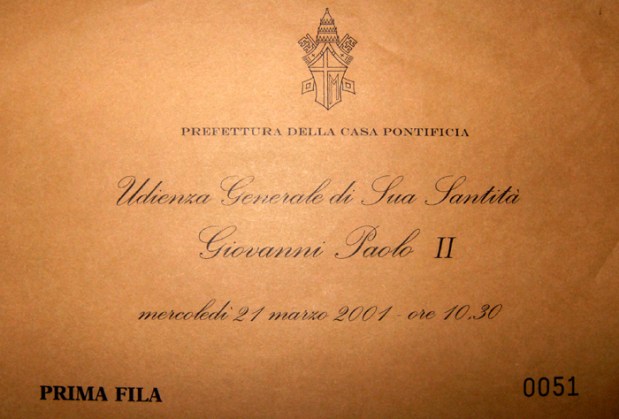 PREFETTURA DELLA CASA PONTIFICIA
Udienza Generale di Sua Santità
Giovanni Paolo II
mercoledì 21 marzo 2001 - ore 10,30
PRIMA FILA
0051